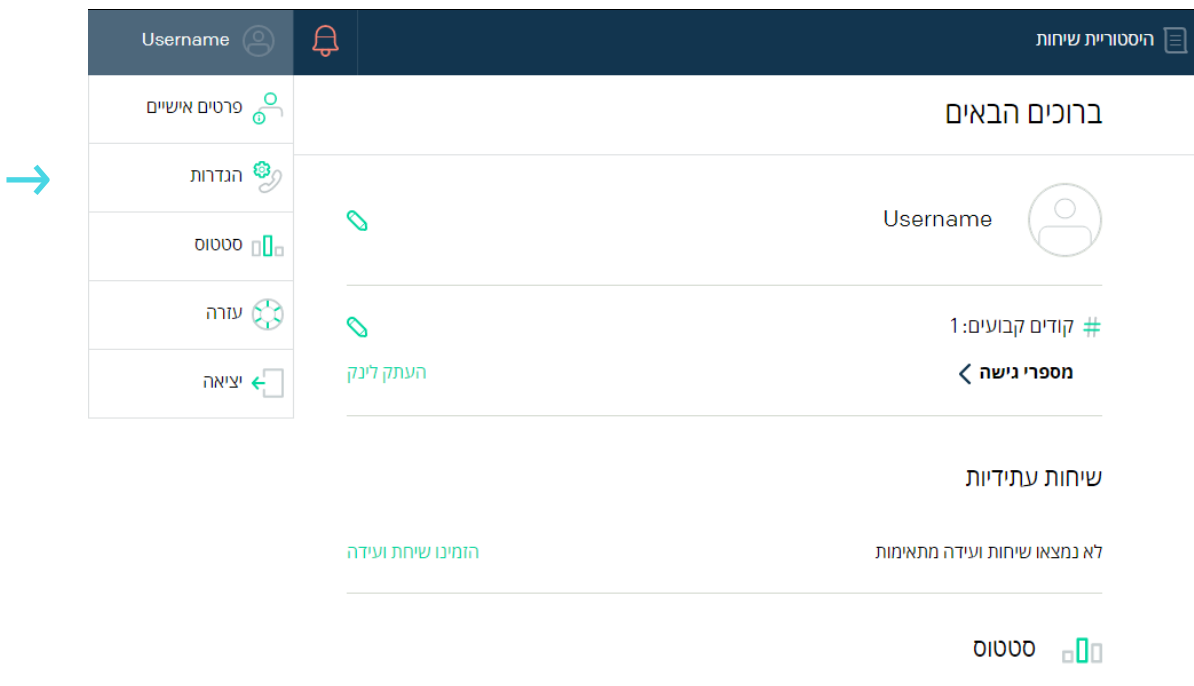 היסטוריית שיחות
Username
ברוכים הבאים
Username
קודים קבועים: 1
מספרי גישה
העתק לינק
שיחות עתידיות
לא נמצאו שיחות ועידה מתאימות
הזמינו שיחת ועידה
סטטוס
פרטים אישיים
הגדרות
סטטוס
עזרה
יציאה